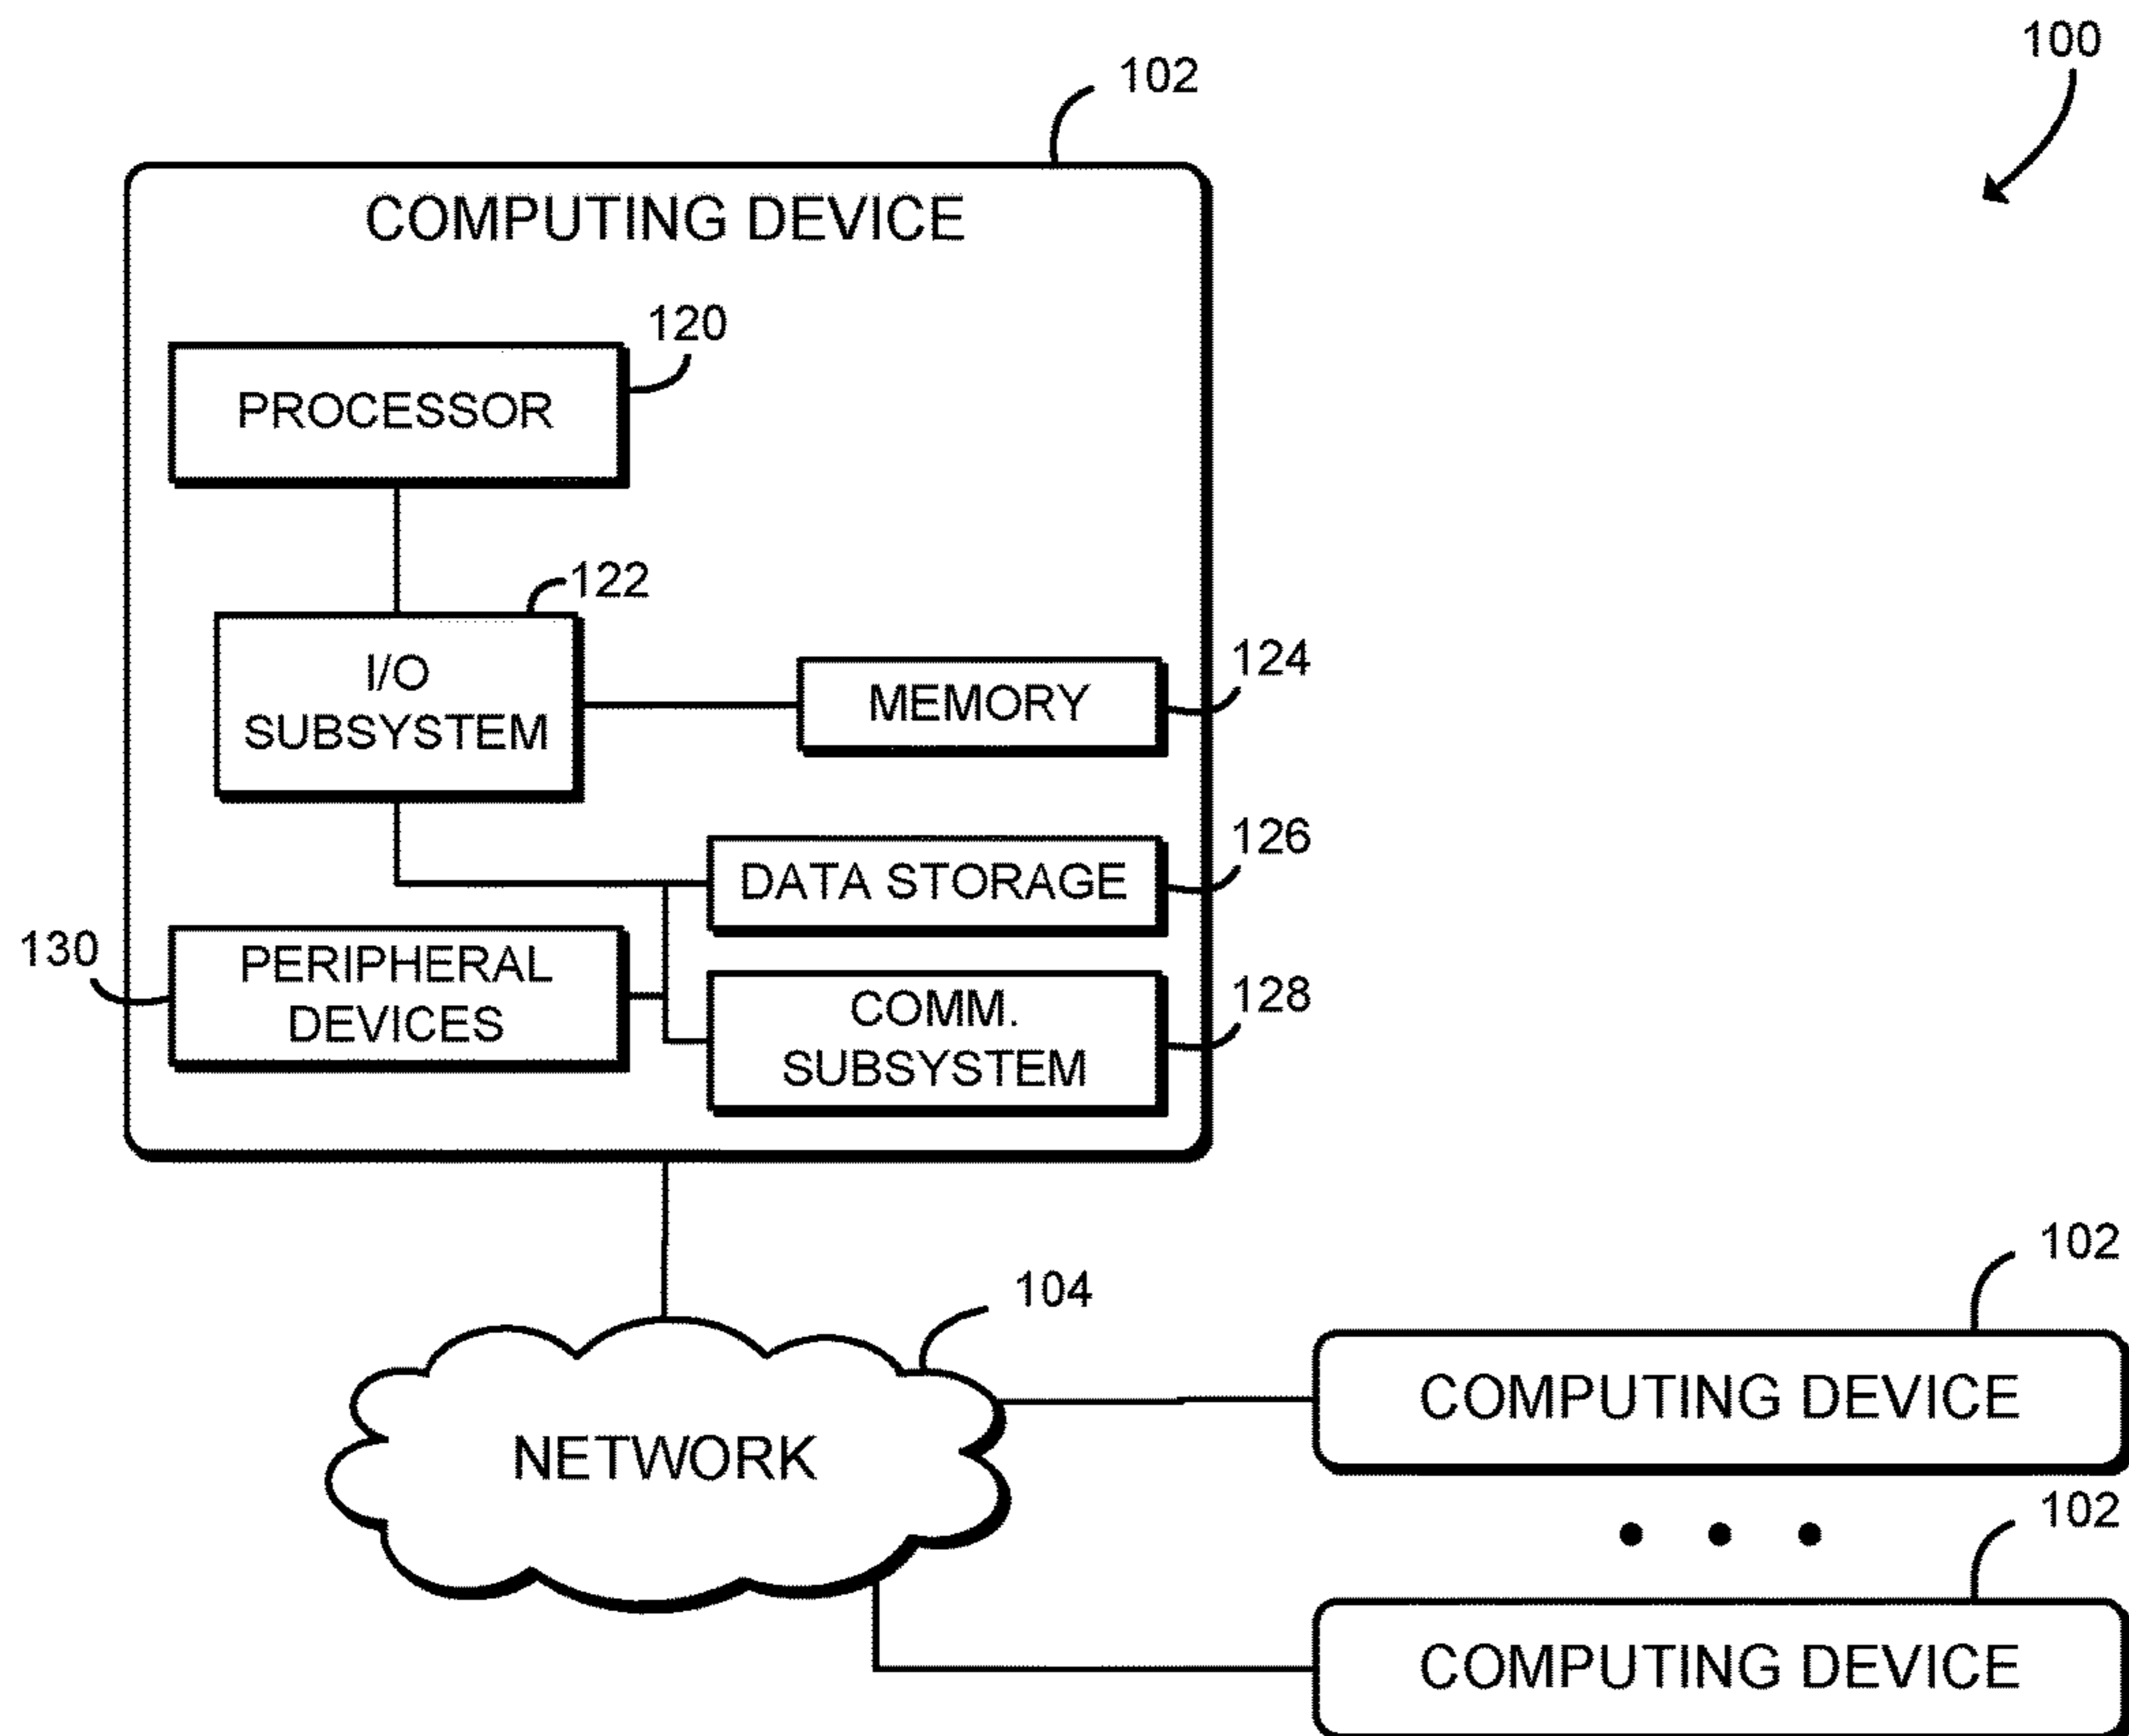 100
102
COMPUTING DEVICE
120
PROCESSOR
122
I/O
SUBSYSTEM
124
MEMORY
126
DATA STORAGE
130
PERIPHERAL
DEVICES
128
COMM.
SUBSYSTEM
104
NETWORK
102
COMPUTING DEVICE
102
COMPUTING DEVICE